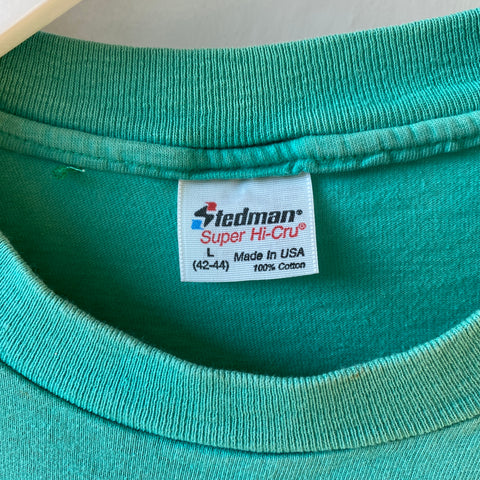 Stedman®
Super Hi-Cru®
L Made In USA
(42-44) 100% Cotton